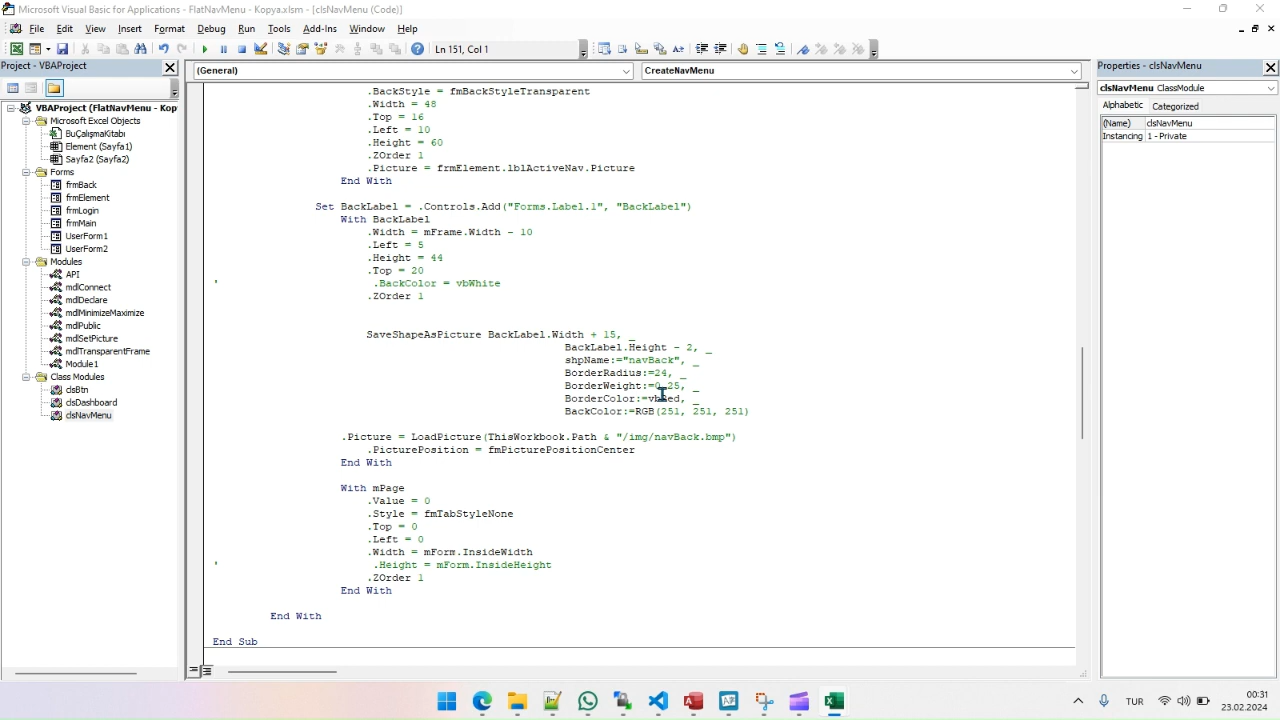 Microsoft Visual Basic for Applications - FlatNavMenu - Kopya.xlsm - [clsNavMenu (Code)]
File Edit View Insert Format Debug Run Tools Add-Ins Window Help
Ln 151, Col 1
Project - VBAProject
VBAProject (FlatNavMenu - Kop
Microsoft Excel Objects
BuÇalışmaKitabı
Element (Sayfa1)
Sayfa2 (Sayfa2)
Forms
frmBack
frmElement
frmLogin
frmMain
UserForm1
UserForm2
Modules
API
mdlConnect
mdlDeclare
mdlMinimizeMaximize
mdlPublic
mdlSetPicture
mdlTransparentFrame
Module1
Class Modules
clsBtn
clsDashboard
clsNavMenu
(General) CreateNavMenu
.BackStyle = fmBackStyleTransparent
.Width = 48
.Top = 16
.Left = 10
.Height = 60
.ZOrder 1
.Picture = frmElement.lblActiveNav.Picture
End With
Set BackLabel = .Controls.Add("Forms.Label.1", "BackLabel")
With BackLabel
.Width = mFrame.Width - 10
.Left = 5
.Height = 44
.Top = 20
' .BackColor = vbWhite
.ZOrder 1
SaveShapeAsPicture BackLabel.Width + 15, _
BackLabel.Height - 2, _
shpName:="navBack", _
BorderRadius:=24, _
BorderWeight:=0.25, _
BorderColor:=vbRed, _
BackColor:=RGB(251, 251, 251)
.Picture = LoadPicture(ThisWorkbook.Path & "/img/navBack.bmp")
.PicturePosition = fmPicturePositionCenter
End With
With mPage
.Value = 0
.Style = fmTabStyleNone
.Top = 0
.Left = 0
.Width = mForm.InsideWidth
' .Height = mForm.InsideHeight
.ZOrder 1
End With
End With
End Sub
Properties - clsNavMenu
clsNavMenu ClassModule
Alphabetic Categorized
(Name) clsNavMenu
Instancing 1 - Private
TUR
00:31
23.02.2024